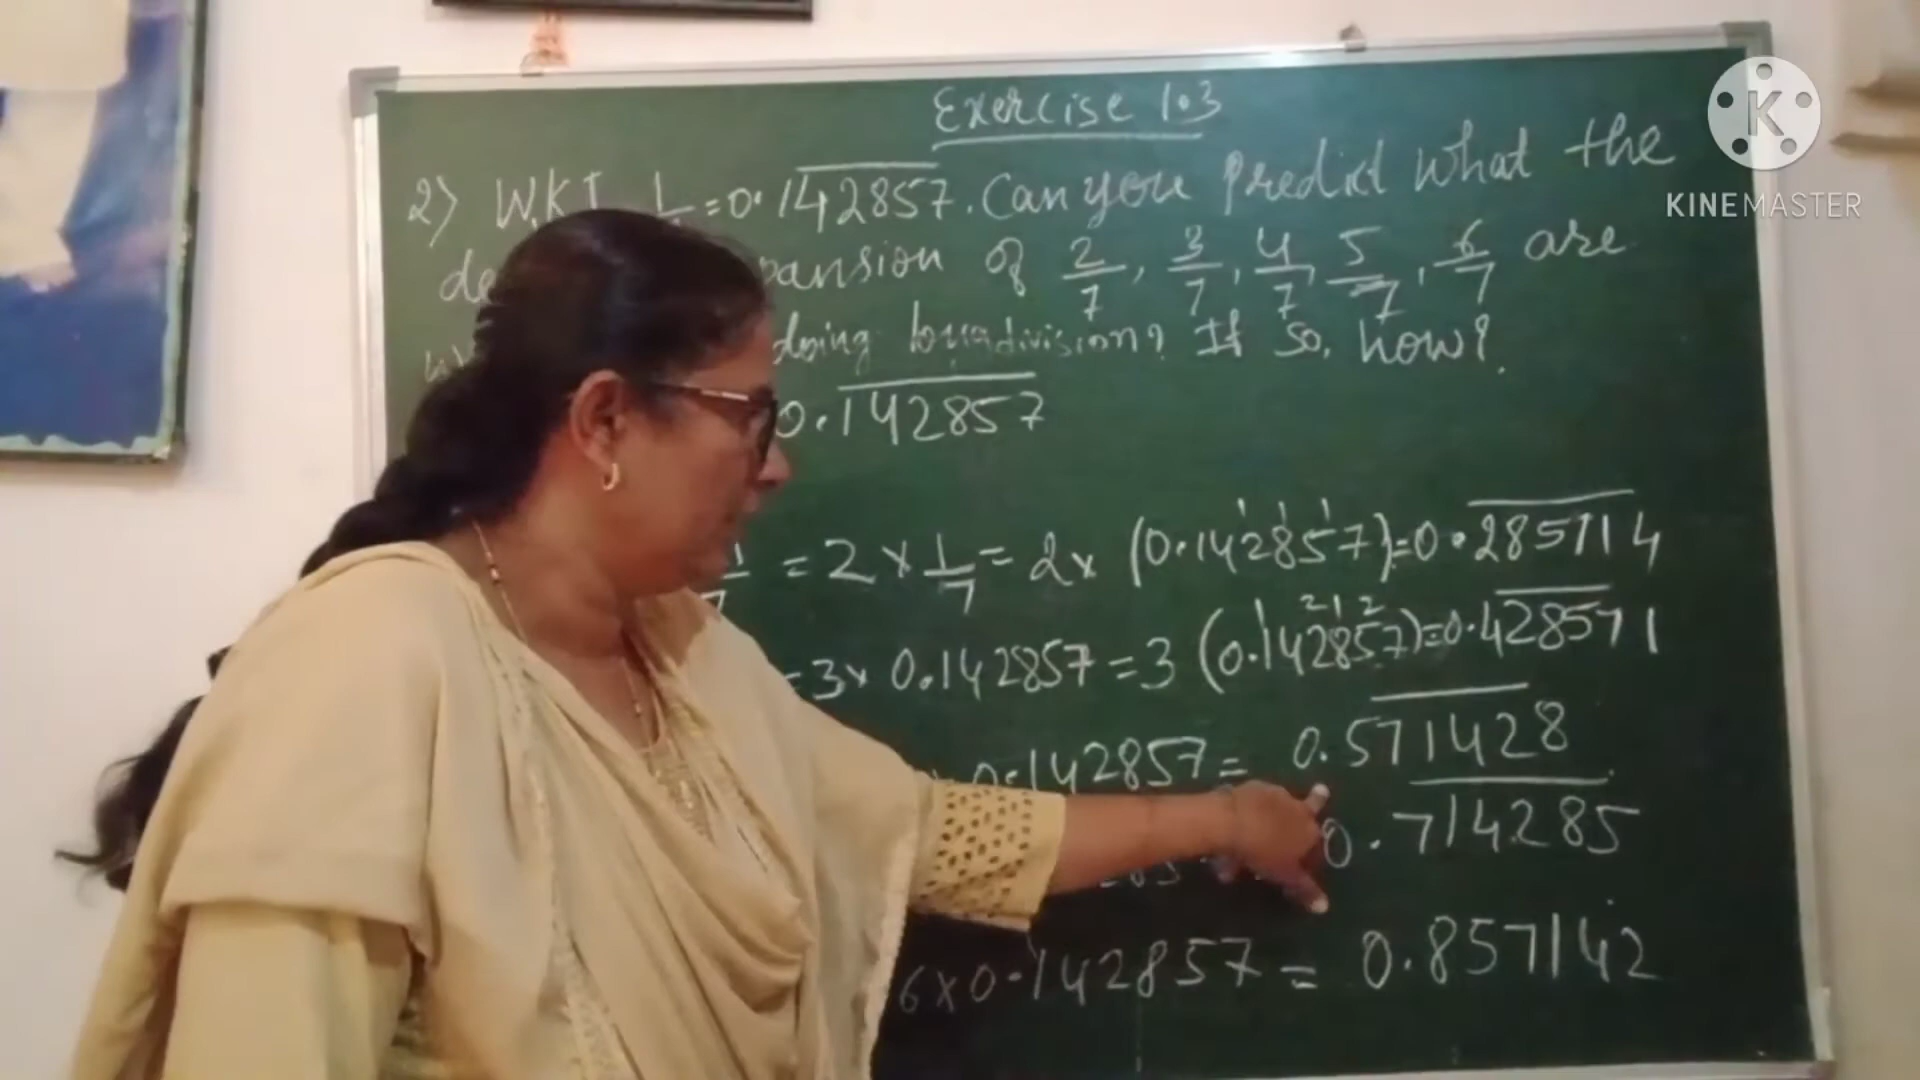 Exercise 1.3
2) W.K.T 1/ = 0.142857. Can you predict what the
de pansion of 2/7, 3/7, 4/7, 5/7, 6/7 are
doing division? If so, how?
0.142857
1/7 = 2 × 1/7 = 2 × (0.142857) = 0.285714
= 3 × 0.142857 = 3 (0.142857) = 0.428571
× 0.142857 = 0.571428
0.714285
6 × 0.142857 = 0.857142
K
KINEMASTER